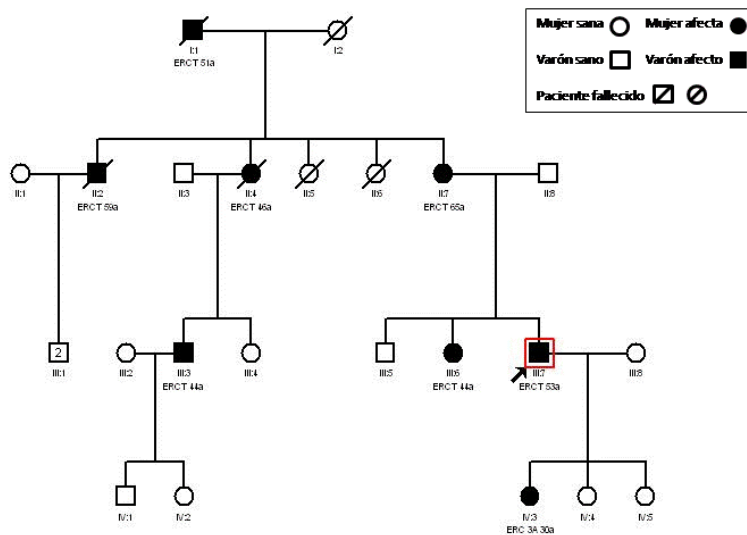 Mujer sana Mujer afecta
Varón sano Varón afecto
Paciente fallecido
I:1 I:2
ERCT 51a
II:1 II:2 II:3 II:4 II:5 II:6 II:7 II:8
ERCT 59a ERCT 46a ERCT 65a
2
III:1 III:2 III:3 III:4 III:5 III:6 III:7 III:8
ERCT 44a ERCT 44a ERCT 53a
IV:1 IV:2 IV:3 IV:4 IV:5
ERC 3A 30a